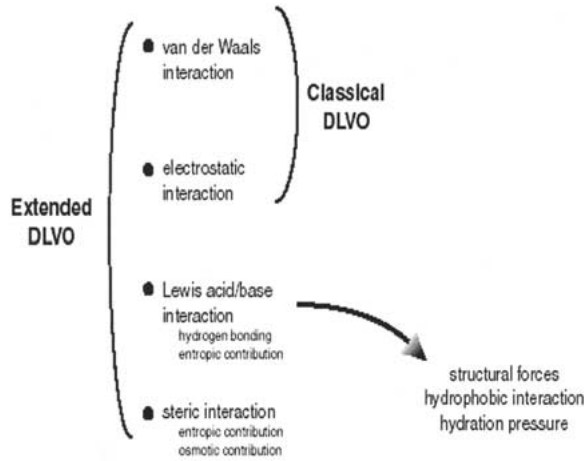 van der Waals
interaction
Classical
DLVO
electrostatic
interaction
Extended
DLVO
Lewis acid/base
interaction
hydrogen bonding
entropic contribution
structural forces
hydrophobic interaction
hydration pressure
steric interaction
entropic contribution
osmotic contribution